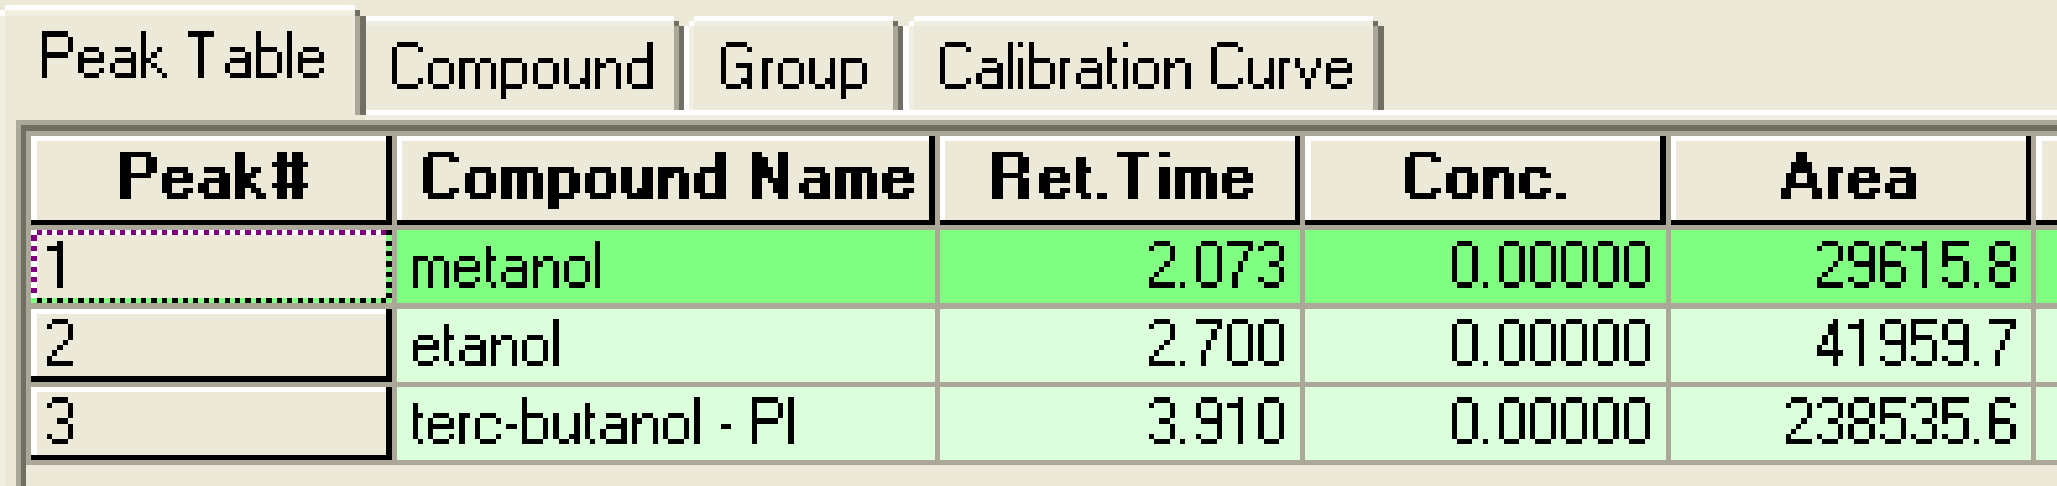 Peak Table Compound Group Calibration Curve
Peak# Compound Name Ret.Time Conc. Area
1 metanol 2.073 0.00000 29615.8
2 etanol 2.700 0.00000 41959.7
3 terc-butanol - PI 3.910 0.00000 238535.6